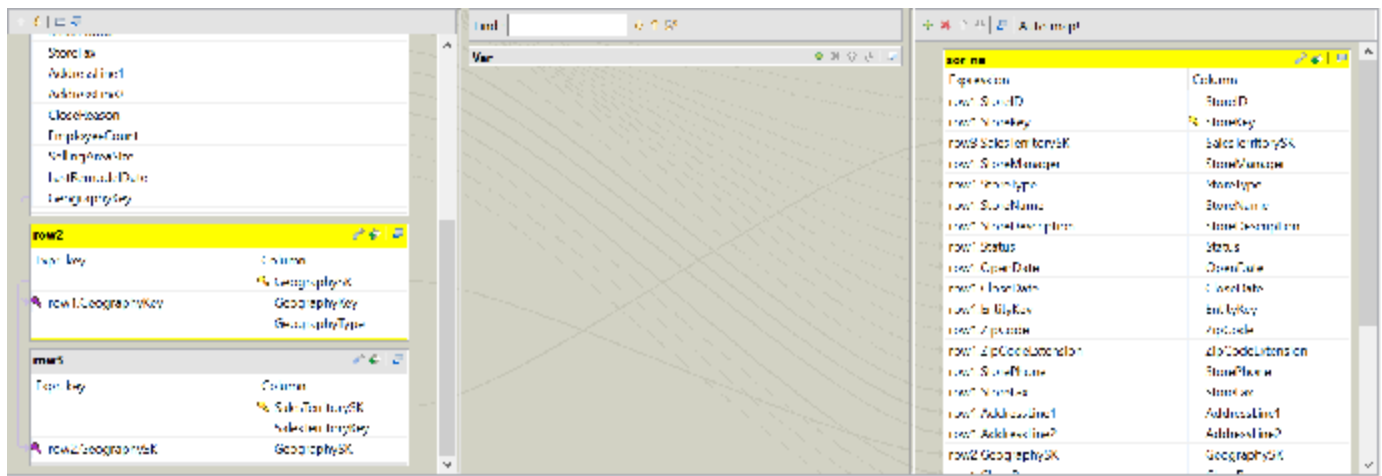 StoreFax
AddressLine1
AddressLine2
CloseReason
EmployeeCount
SellingAreaSize
LastRemodelDate
GeographyKey
row2
Expr. key Column
GeographySK
row1.GeographyKey GeographyKey
GeographyType
row3
Expr. key Column
SalesTerritorySK
SalesTerritoryKey
row2.GeographySK GeographySK
Find
Var
Auto map!
Expression Column
row1.StoreID StoreID
row1.StoreKey StoreKey
row3.SalesTerritorySK SalesTerritorySK
row1.StoreManager StoreManager
row1.StoreType StoreType
row1.StoreName StoreName
row1.StoreDescription StoreDescription
row1.Status Status
row1.OpenDate OpenDate
row1.CloseDate CloseDate
row1.EntityKey EntityKey
row1.ZipCode ZipCode
row1.ZipCodeExtension ZipCodeExtension
row1.StorePhone StorePhone
row1.StoreFax StoreFax
row1.AddressLine1 AddressLine1
row1.AddressLine2 AddressLine2
row2.GeographySK GeographySK